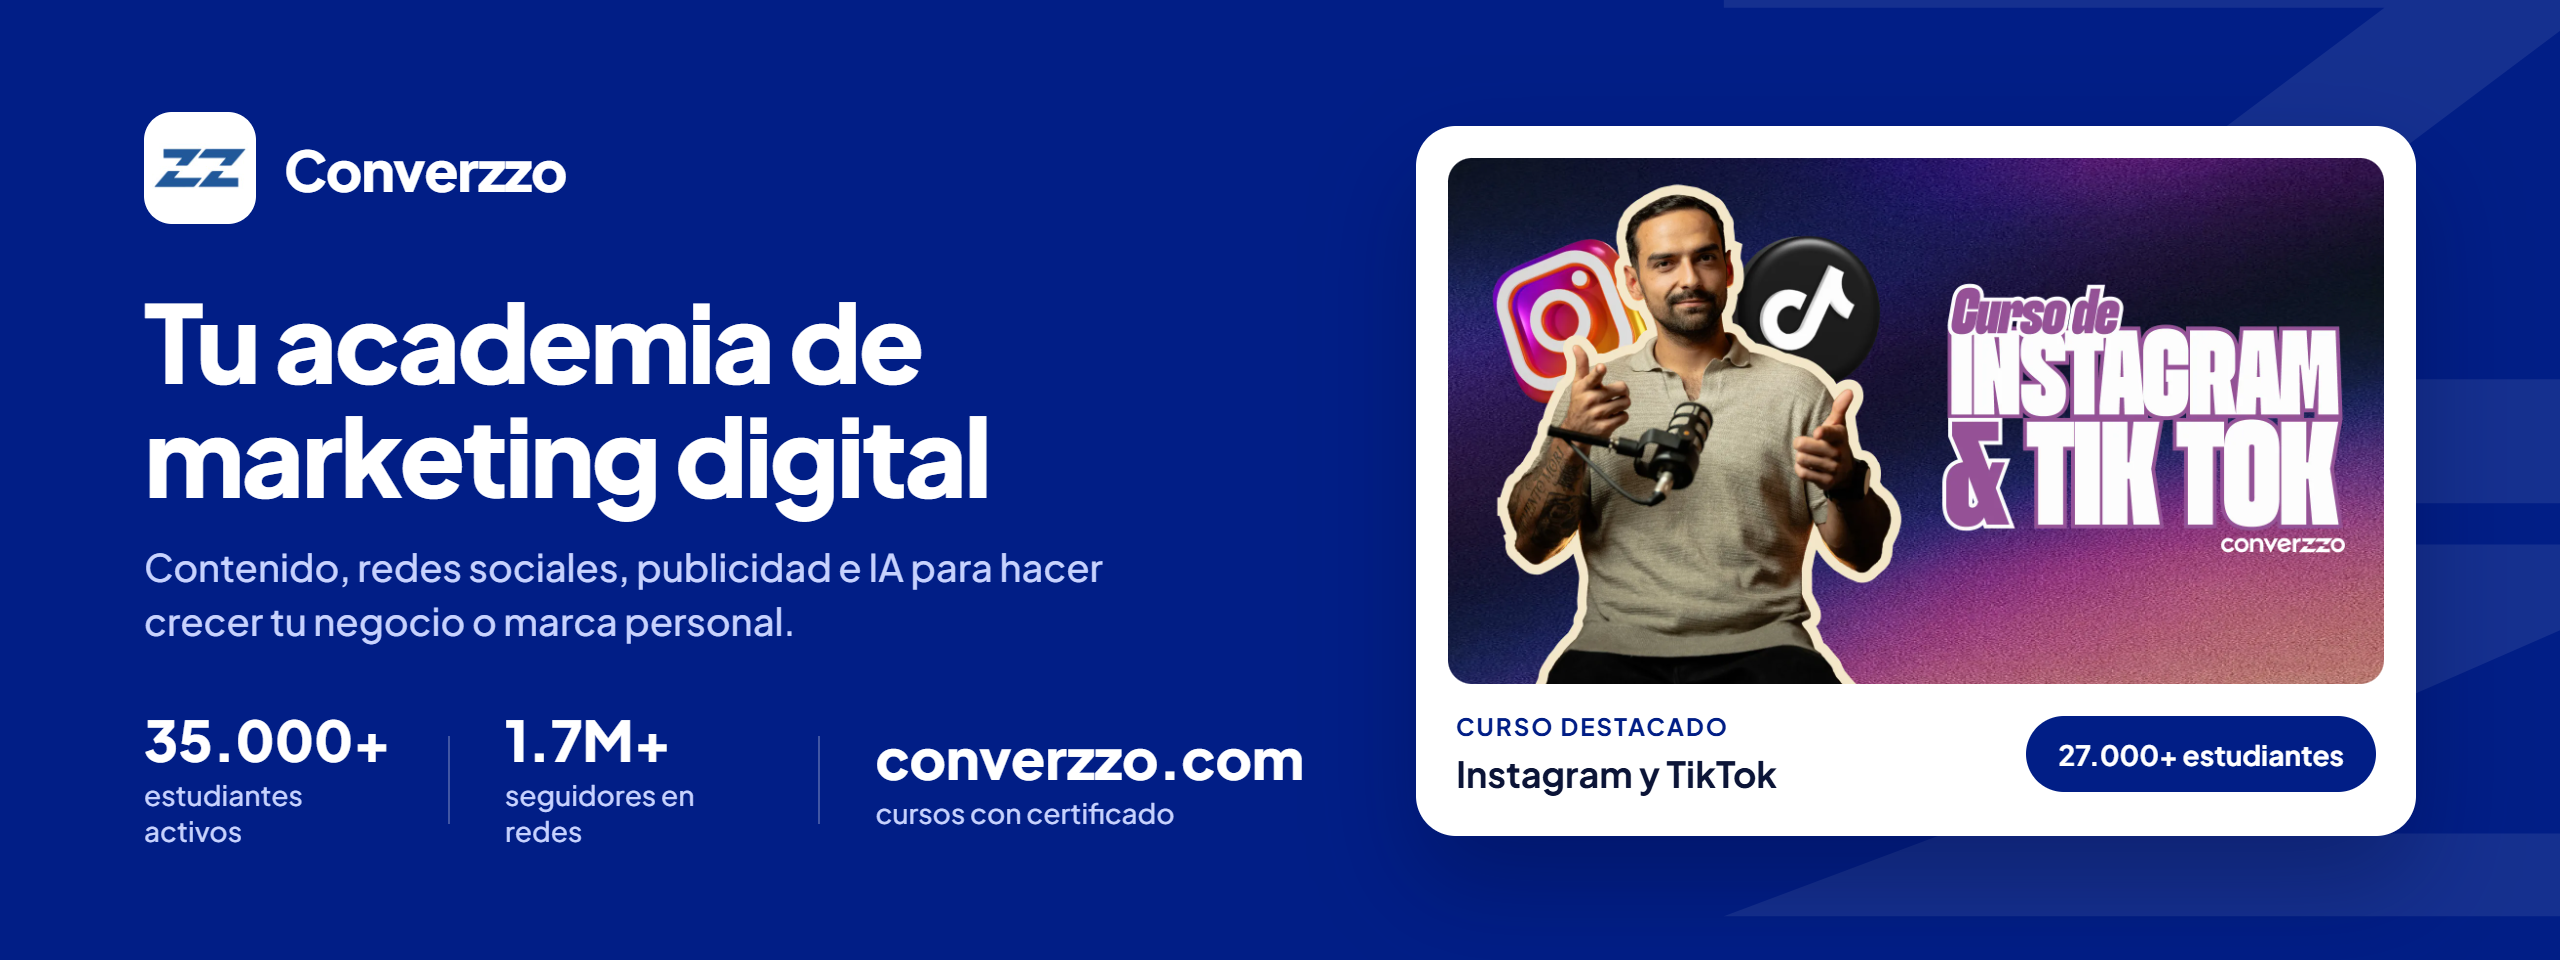 ZZ
Converzzo
Tu academia de
marketing digital
Contenido, redes sociales, publicidad e IA para hacer
crecer tu negocio o marca personal.
35.000+
estudiantes
activos
1.7M+
seguidores en
redes
converzzo.com
cursos con certificado
Curso de
INSTAGRAM
& TIK TOK
converzzo
CURSO DESTACADO
Instagram y TikTok
27.000+ estudiantes